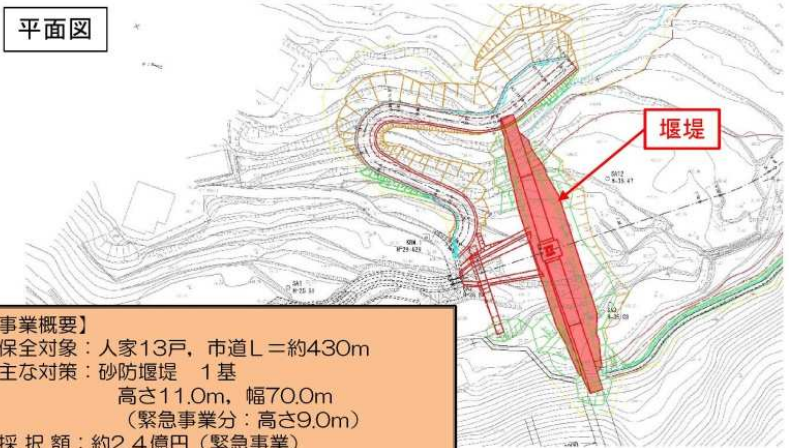 平面図
堰堤
事業概要】
保全対象：人家13戸，市道L＝約430m
主な対策：砂防堰堤　1基
高さ11.0m，幅70.0m
（緊急事業分：高さ9.0m）
採択額：約2.4億円（緊急事業）